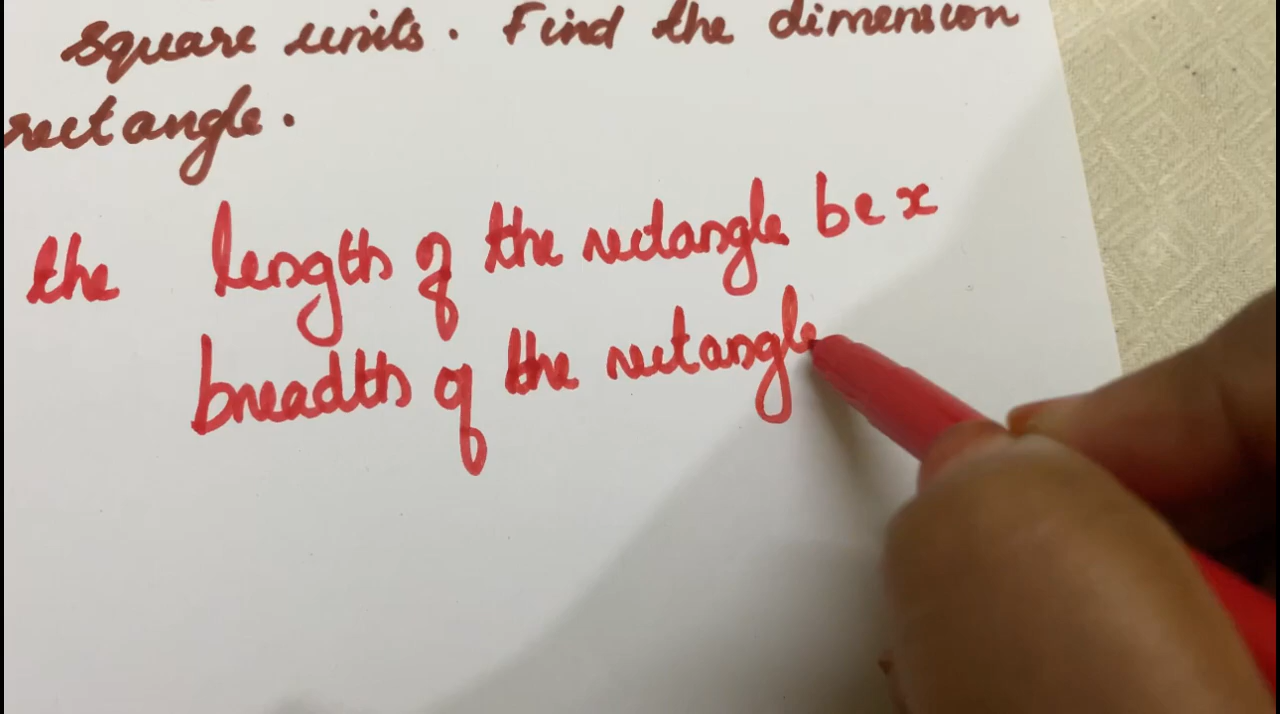 square units. Find the dimension
rectangle.
the length of the rectangle be x
breadth of the rectangle